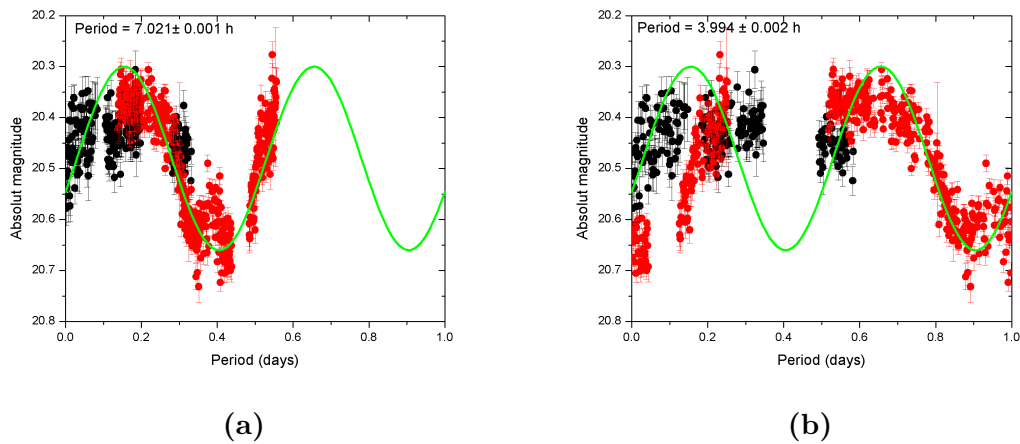 Period = 7.021± 0.001 h
20.2
20.3
20.4
20.5
20.6
20.7
20.8
Absolut magnitude
0.0 0.2 0.4 0.6 0.8 1.0
Period (days)
(a)
Period = 3.994 ± 0.002 h
20.2
20.3
20.4
20.5
20.6
20.7
20.8
Absolut magnitude
0.0 0.2 0.4 0.6 0.8 1.0
Period (days)
(b)